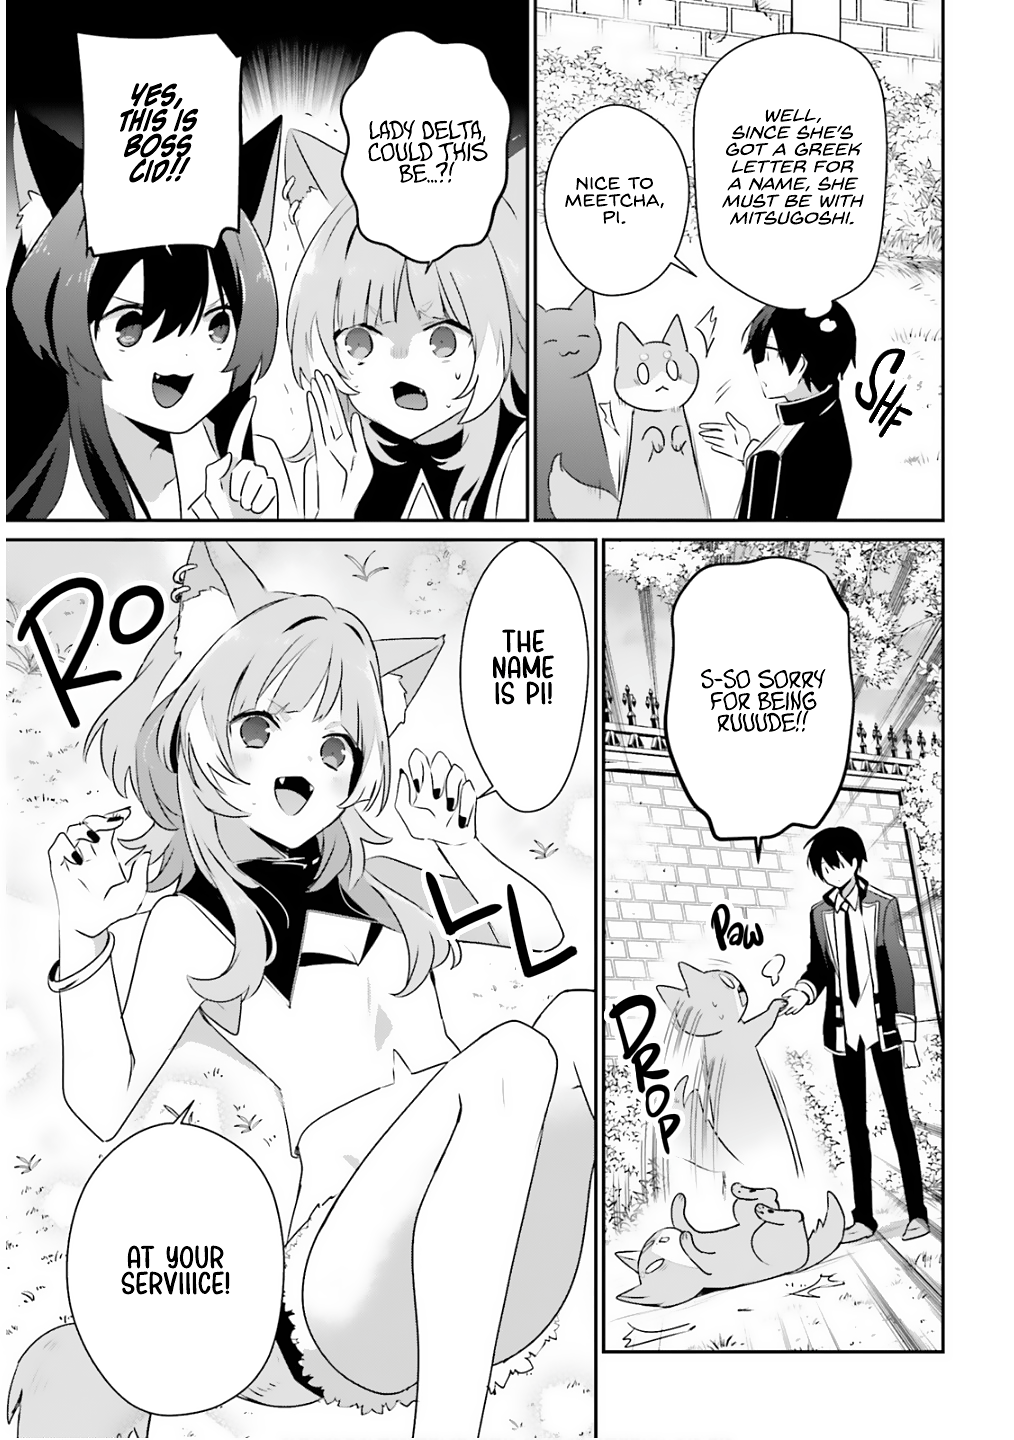 WELL,
SINCE SHE'S
GOT A GREEK
LETTER FOR
A NAME, SHE
MUST BE WITH
MITSUGOSHI.
NICE TO
MEETCHA,
PI.
SHF
LADY DELTA,
COULD THIS
BE...?!
YES,
THIS IS
BOSS
CID!!
S-SO SORRY
FOR BEING
RUUUDE!!
PAW
DROP
THE
NAME
IS PI!
RO
LL
AT YOUR
SERVIIICE!